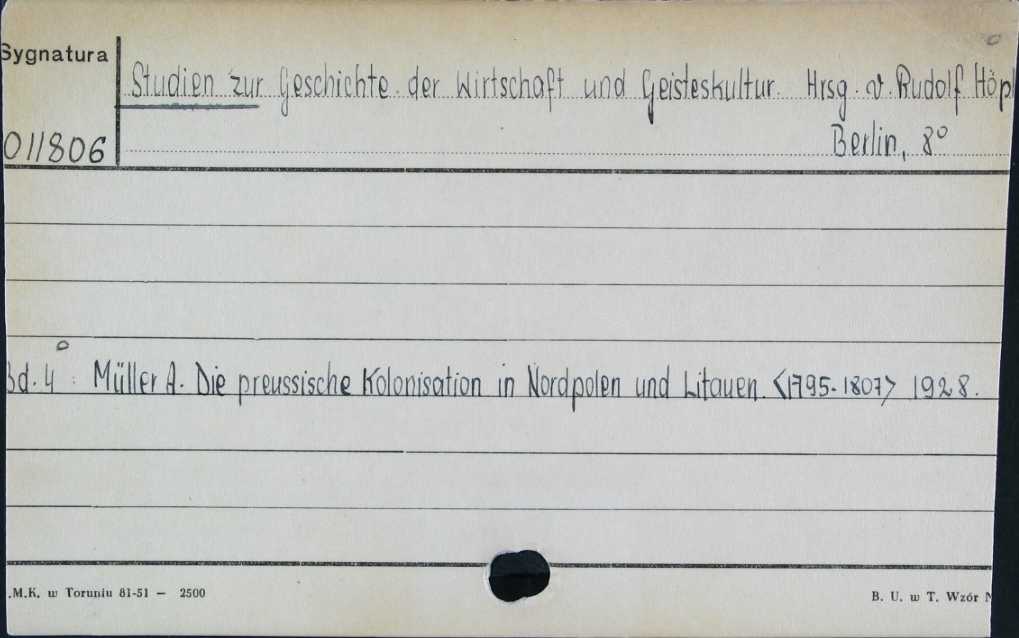 Sygnatura
Studien zur Geschichte der Wirtschaft und Geisteskultur. Hrsg. v. Rudolf Höp
011806
Berlin, 8°
Bd. 4: Müller A. Die preussische Kolonisation in Nordpolen und Litauen. <1795-1807> 1928.
.M.K. w Toruniu 81-51 — 2500
B. U. w T. Wzór N